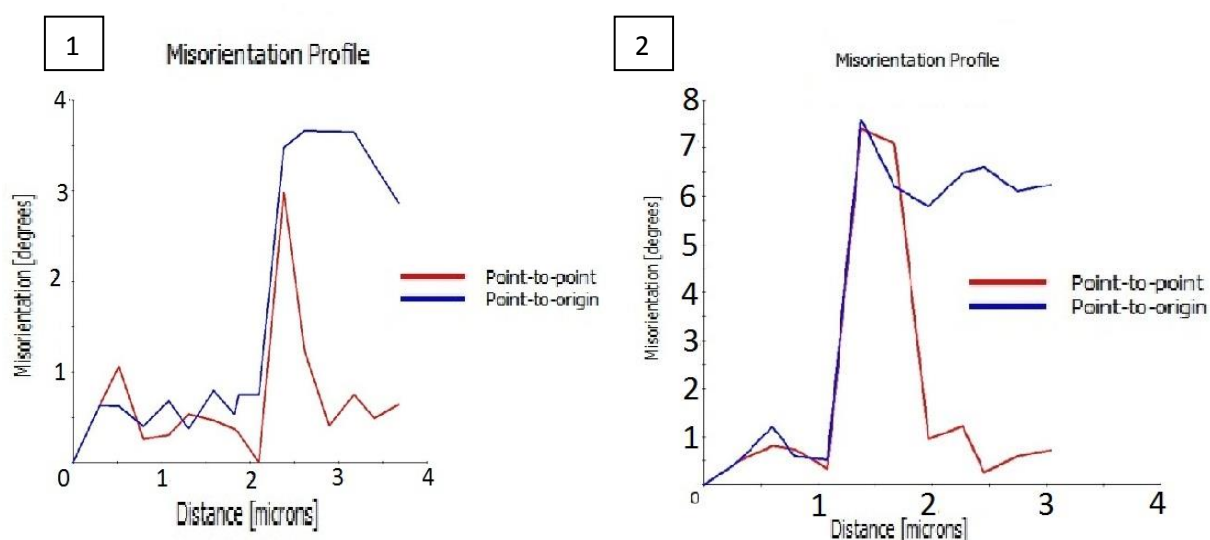 1
Misorientation Profile
4
3
2
1
0
1
2
3
4
Misorientation [degrees]
Distance [microns]
Point-to-point
Point-to-origin
2
Misorientation Profile
8
7
6
5
4
3
2
1
0
1
2
3
4
Misorientation [degrees]
Distance [microns]
Point-to-point
Point-to-origin